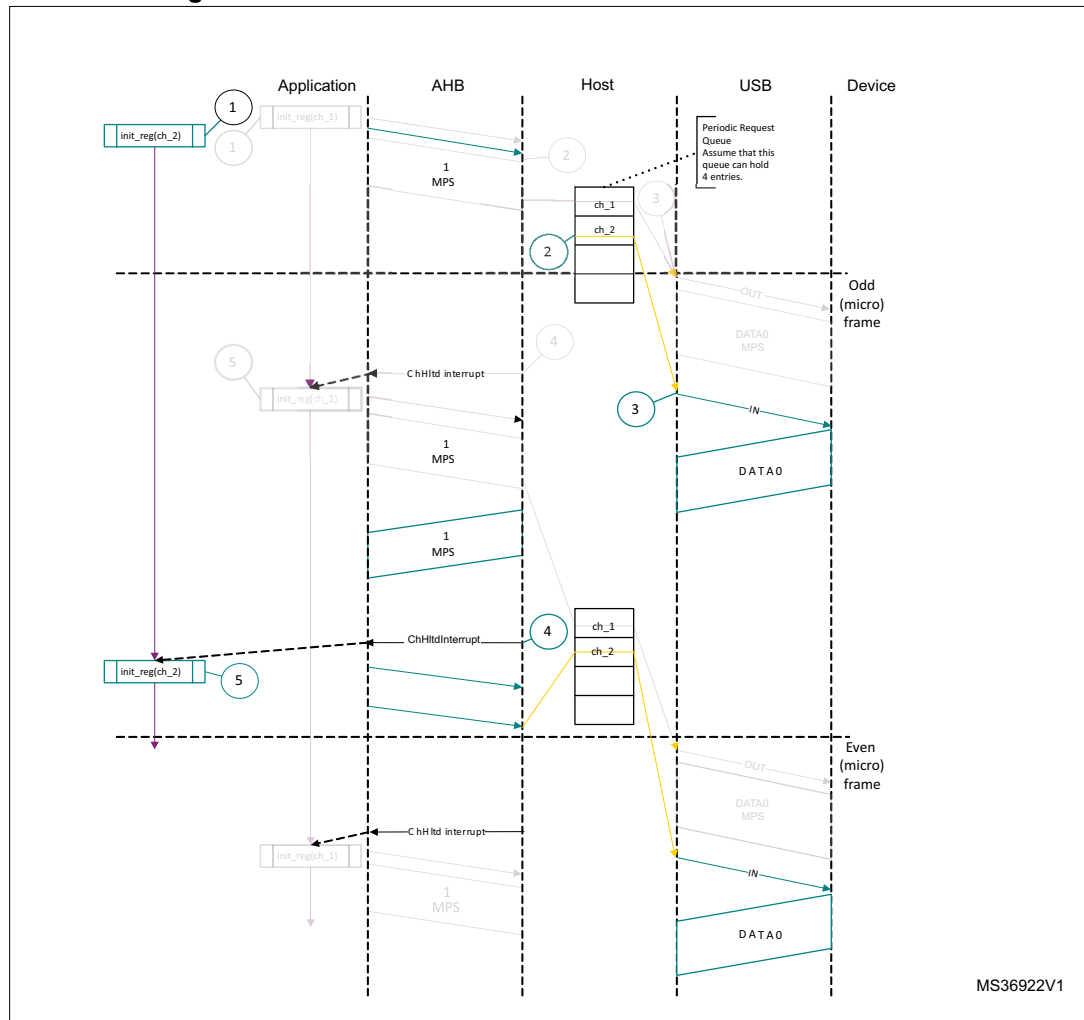 Application
AHB
Host
USB
Device
1
init_reg(ch_1)
init_reg(ch_2)
1
2
Periodic Request
Queue
Assume that this
queue can hold
4 entries.
1
MPS
3
ch_1
ch_2
2
Odd
(micro)
frame
OUT
DATA0
MPS
4
5
ChHltd interrupt
init_reg(ch_1)
3
IN
1
MPS
DATA0
1
MPS
4
ch_1
ChHltdInterrupt
ch_2
init_reg(ch_2)
5
Even
(micro)
frame
OUT
DATA0
MPS
ChHltd interrupt
init_reg(ch_1)
IN
1
MPS
DATA0
MS36922V1